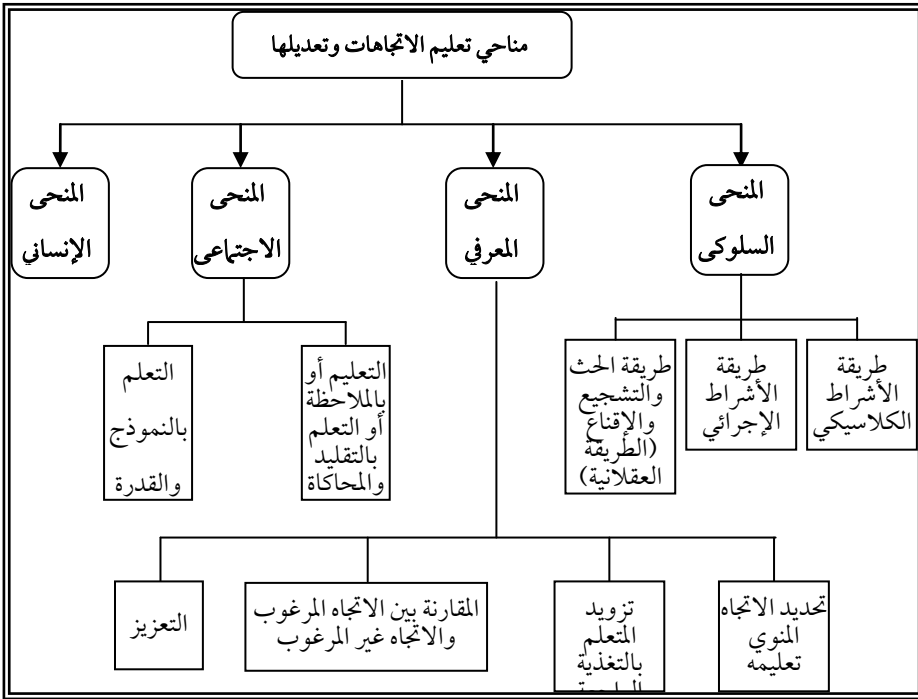 مناحي تعليم الاتجاهات وتعديلها
المنحى
السلوكى
المنحى
المعرفي
المنحى
الاجتماعى
المنحى
الإنساني
طريقة
الأشراط
الكلاسيكي
طريقة
الأشراط
الإجرائي
طريقة الحث
والتشجيع
والإقناع
(الطريقة
العقلانية)
التعليم أو
بالملاحظة
أو التعلم
بالتقليد
والمحاكاة
التعلم
بالنموذج
والقدرة
تحديد الاتجاه
المنوي
تعليمه
تزويد
المتعلم
بالتغذية
المقارنة بين الاتجاه المرغوب
والاتجاه غير المرغوب
التعزيز